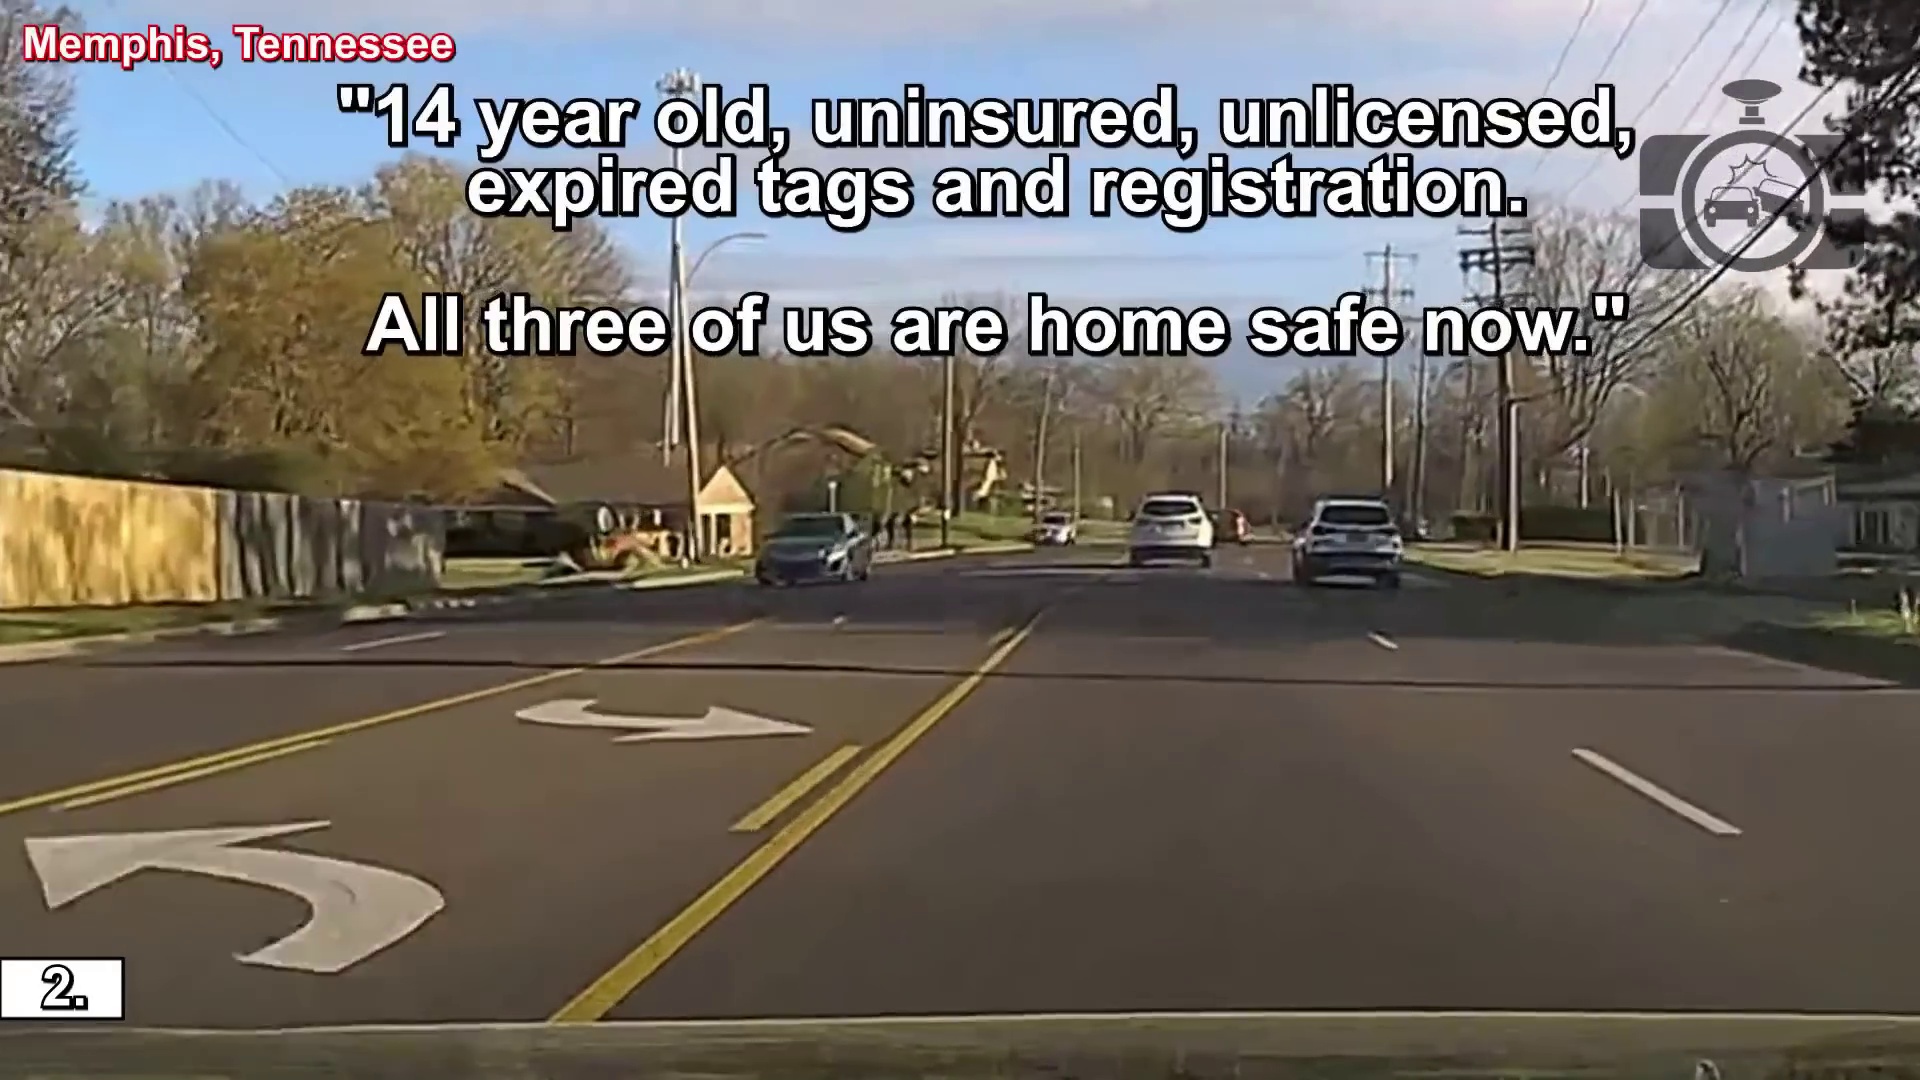 Memphis, Tennessee
"14 year old, uninsured, unlicensed,
expired tags and registration.
All three of us are home safe now."
2.